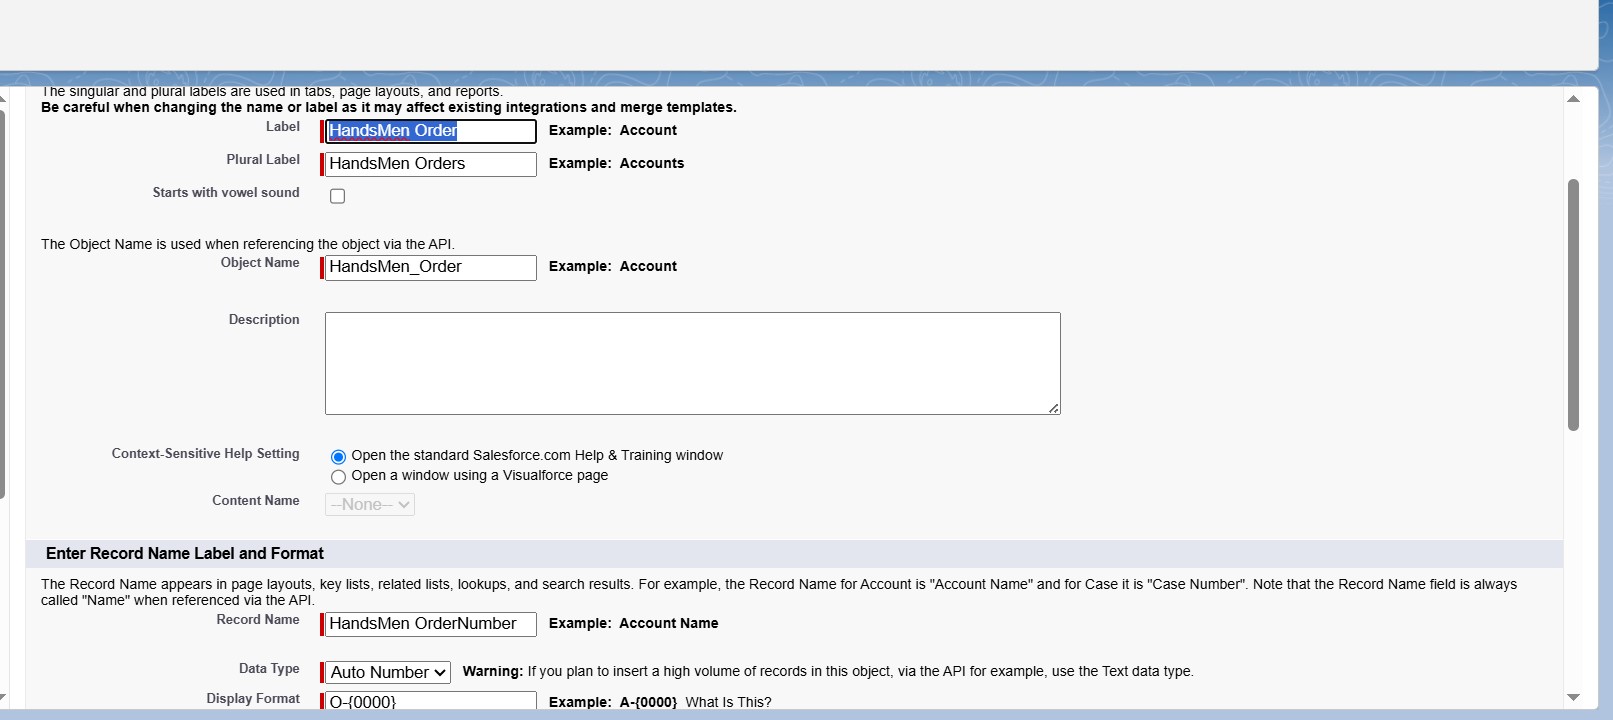 The singular and plural labels are used in tabs, page layouts, and reports.
Be careful when changing the name or label as it may affect existing integrations and merge templates.
Label HandsMen Order Example: Account
Plural Label HandsMen Orders Example: Accounts
Starts with vowel sound
The Object Name is used when referencing the object via the API.
Object Name HandsMen_Order Example: Account
Description
Context-Sensitive Help Setting Open the standard Salesforce.com Help & Training window
Open a window using a Visualforce page
Content Name --None--
Enter Record Name Label and Format
The Record Name appears in page layouts, key lists, related lists, lookups, and search results. For example, the Record Name for Account is "Account Name" and for Case it is "Case Number". Note that the Record Name field is always
called "Name" when referenced via the API.
Record Name HandsMen OrderNumber Example: Account Name
Data Type Auto Number Warning: If you plan to insert a high volume of records in this object, via the API for example, use the Text data type.
Display Format O-{0000} Example: A-{0000} What Is This?